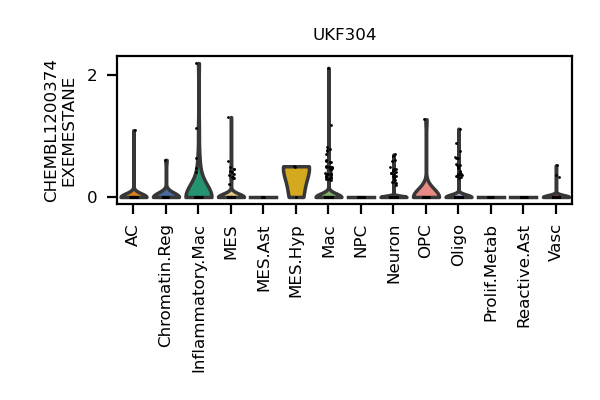 UKF304
CHEMBL1200374
EXEMESTANE
2
0
AC
Chromatin.Reg
Inflammatory.Mac
MES
MES.Ast
MES.Hyp
Mac
NPC
Neuron
OPC
Oligo
Prolif.Metab
Reactive.Ast
Vasc